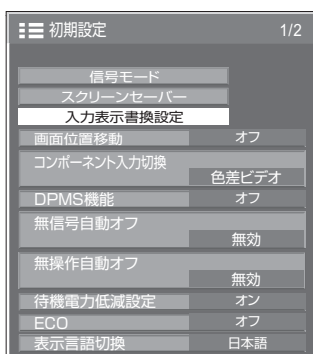 初期設定 1/2
信号モード
スクリーンセーバー
入力表示書換設定
画面位置移動 オフ
コンポーネント入力切換
色差ビデオ
DPMS機能 オフ
無信号自動オフ
無効
無操作自動オフ
無効
待機電力低減設定 オン
ECO オフ
表示言語切換 日本語